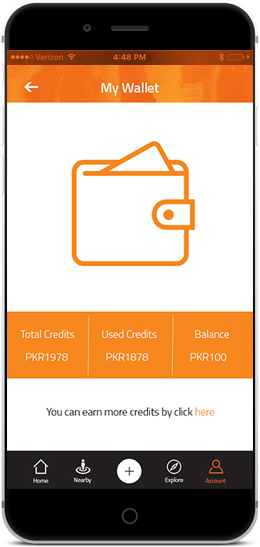 Verizon 4:48 PM
My Wallet
Total Credits Used Credits Balance
PKR1978 PKR1878 PKR100
You can earn more credits by click here
Home Nearby Explore Account